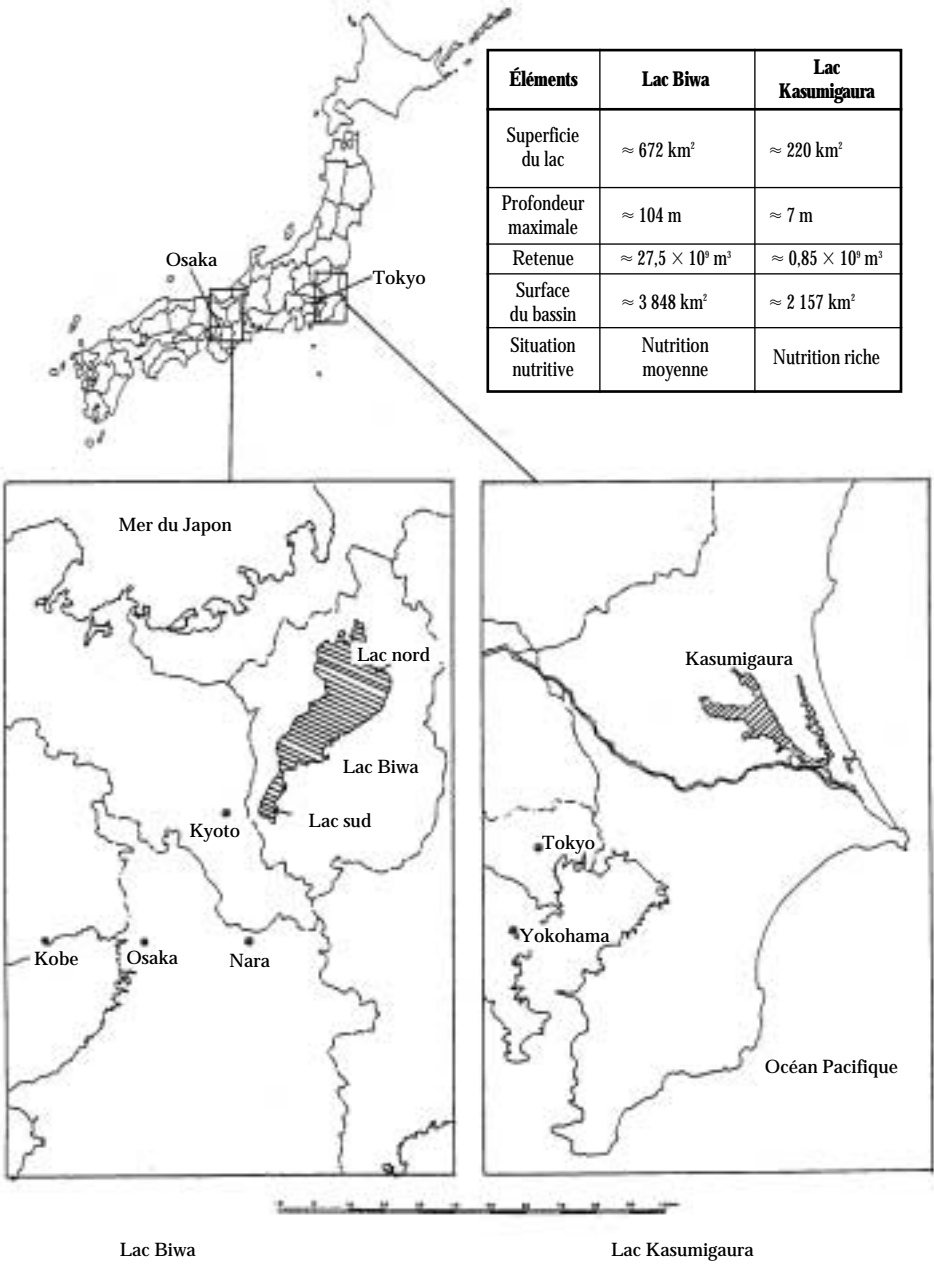 Éléments
Lac Biwa
Lac
Kasumigaura
Superficie
du lac
≈ 672 km²
≈ 220 km²
Profondeur
maximale
≈ 104 m
≈ 7 m
Retenue
≈ 27,5 × 10⁹ m³
≈ 0,85 × 10⁹ m³
Surface
du bassin
≈ 3 848 km²
≈ 2 157 km²
Situation
nutritive
Nutrition
moyenne
Nutrition riche
Osaka
Tokyo
Mer du Japon
Lac nord
Lac Biwa
Lac sud
Kyoto
Kobe
Osaka
Nara
Kasumigaura
Tokyo
Yokohama
Océan Pacifique
Lac Biwa
Lac Kasumigaura